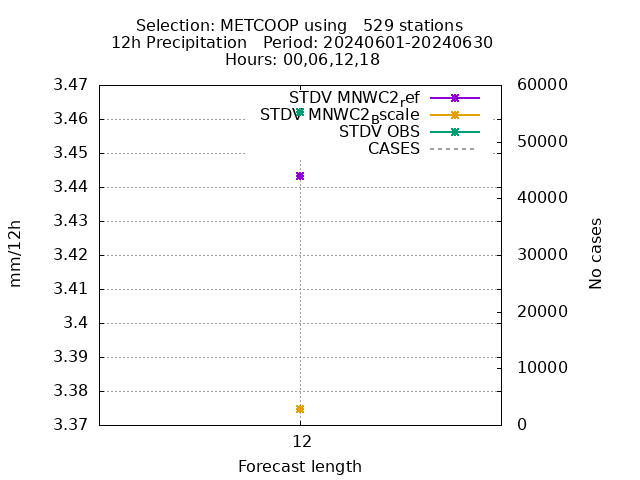 Selection: METCOOP using   529 stations
12h Precipitation   Period: 20240601-20240630
Hours: 00,06,12,18
3.47
3.46
3.45
3.44
3.43
3.42
3.41
3.4
3.39
3.38
3.37
mm/12h
STDV MNWC2ref
STDV MNWC2Bscale
STDV OBS
CASES
60000
50000
40000
30000
20000
10000
0
No cases
12
Forecast length